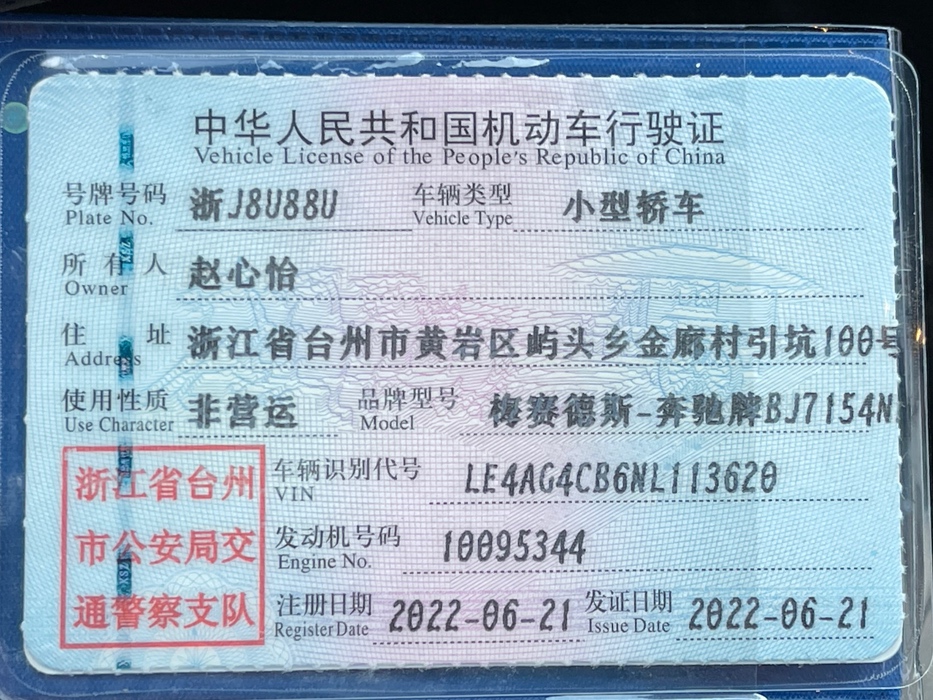 中华人民共和国机动车行驶证
Vehicle License of the People's Republic of China
号牌号码 浙J8U88U 车辆类型 小型轿车
Plate No. Vehicle Type
所有人 赵心怡
Owner
住址 浙江省台州市黄岩区屿头乡金廊村引坑100号
Address
使用性质 非营运 品牌型号 梅赛德斯-奔驰牌BJ7154N
Use Character Model
浙江省台州
市公安局交
通警察支队
车辆识别代号 LE4AG4CB6NL113620
VIN
发动机号码 10095344
Engine No.
注册日期 2022-06-21 发证日期 2022-06-21
Register Date Issue Date